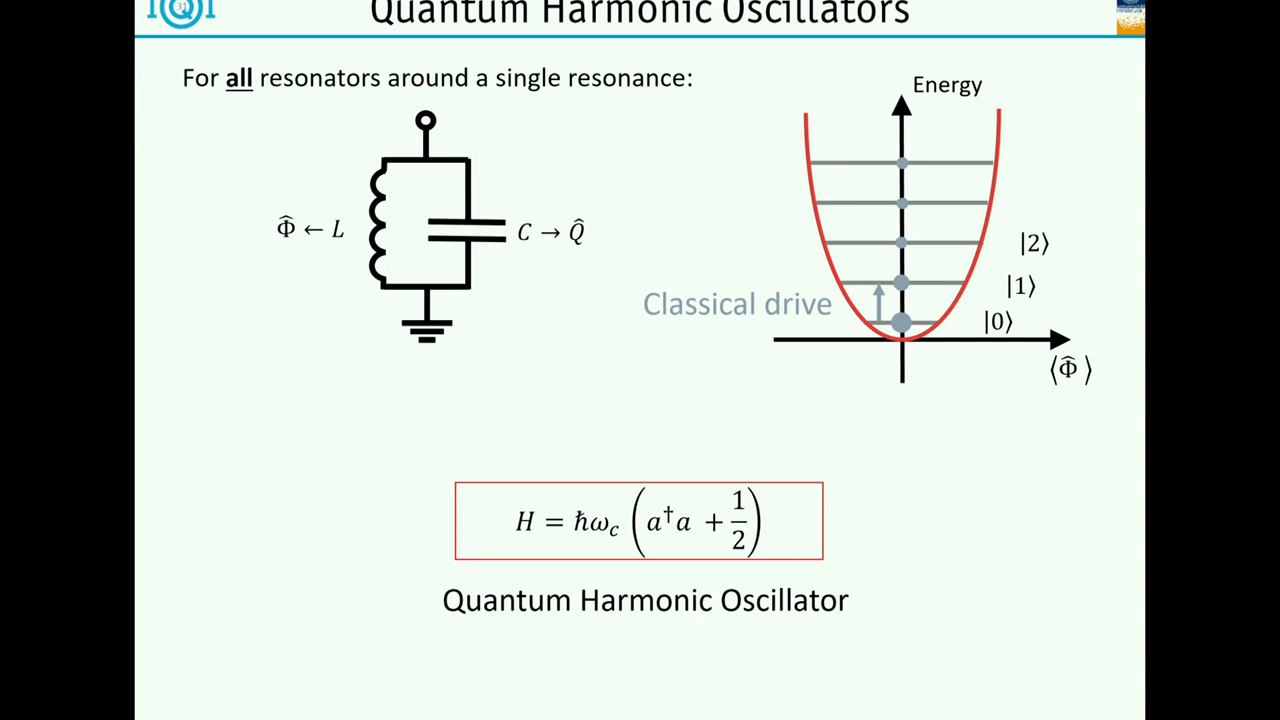 Quantum Harmonic Oscillators
For all resonators around a single resonance:
Energy
Φ̂ ← L
C → Q̂
|2⟩
|1⟩
Classical drive
|0⟩
⟨Φ̂ ⟩
H = ℏω_c (a†a + 1/2)
Quantum Harmonic Oscillator